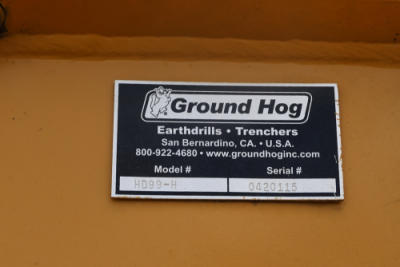 Ground Hog
Earthdrills • Trenchers
San Bernardino, CA. • U.S.A.
800-922-4680 • www.groundhoginc.com
Model # Serial #
HD99-H 0420115